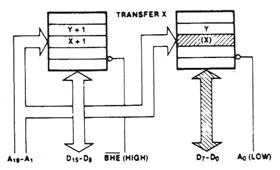 TRANSFER X
Y + 1
X + 1
Y
(X)
A19-A1
D15-D8
BHE (HIGH)
D7-D0
A0 (LOW)